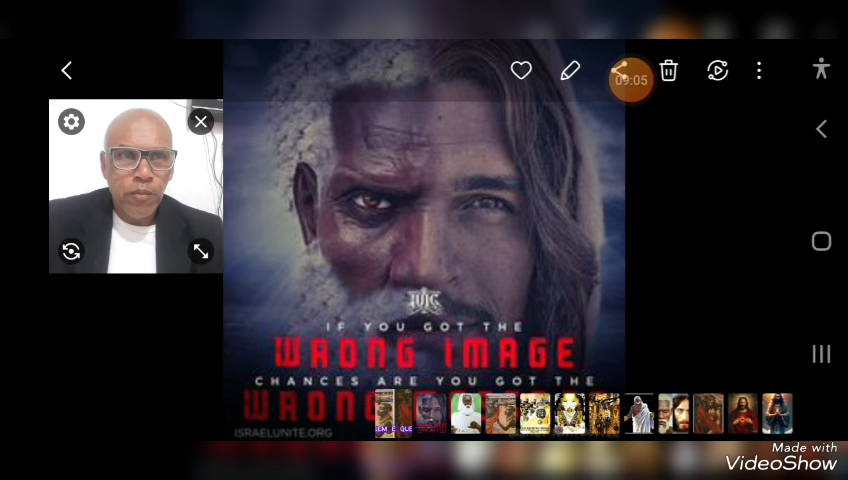 09:05
IUIC
IF YOU GOT THE
WRONG IMAGE
CHANCES ARE YOU GOT THE
WRONG
ISRAELUNITE.ORG
Made with
VideoShow